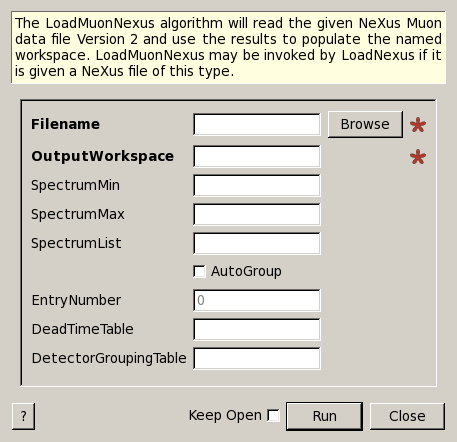 The LoadMuonNexus algorithm will read the given NeXus Muon
data file Version 2 and use the results to populate the named
workspace. LoadMuonNexus may be invoked by LoadNexus if it
is given a NeXus file of this type.
Filename Browse *
OutputWorkspace *
SpectrumMin
SpectrumMax
SpectrumList
AutoGroup
EntryNumber 0
DeadTimeTable
DetectorGroupingTable
? Keep Open Run Close